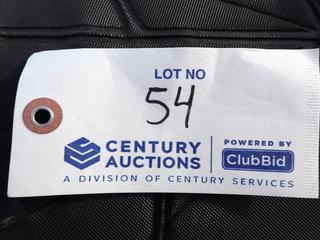 LOT NO
54
CENTURY AUCTIONS
POWERED BY
ClubBid
A DIVISION OF CENTURY SERVICES